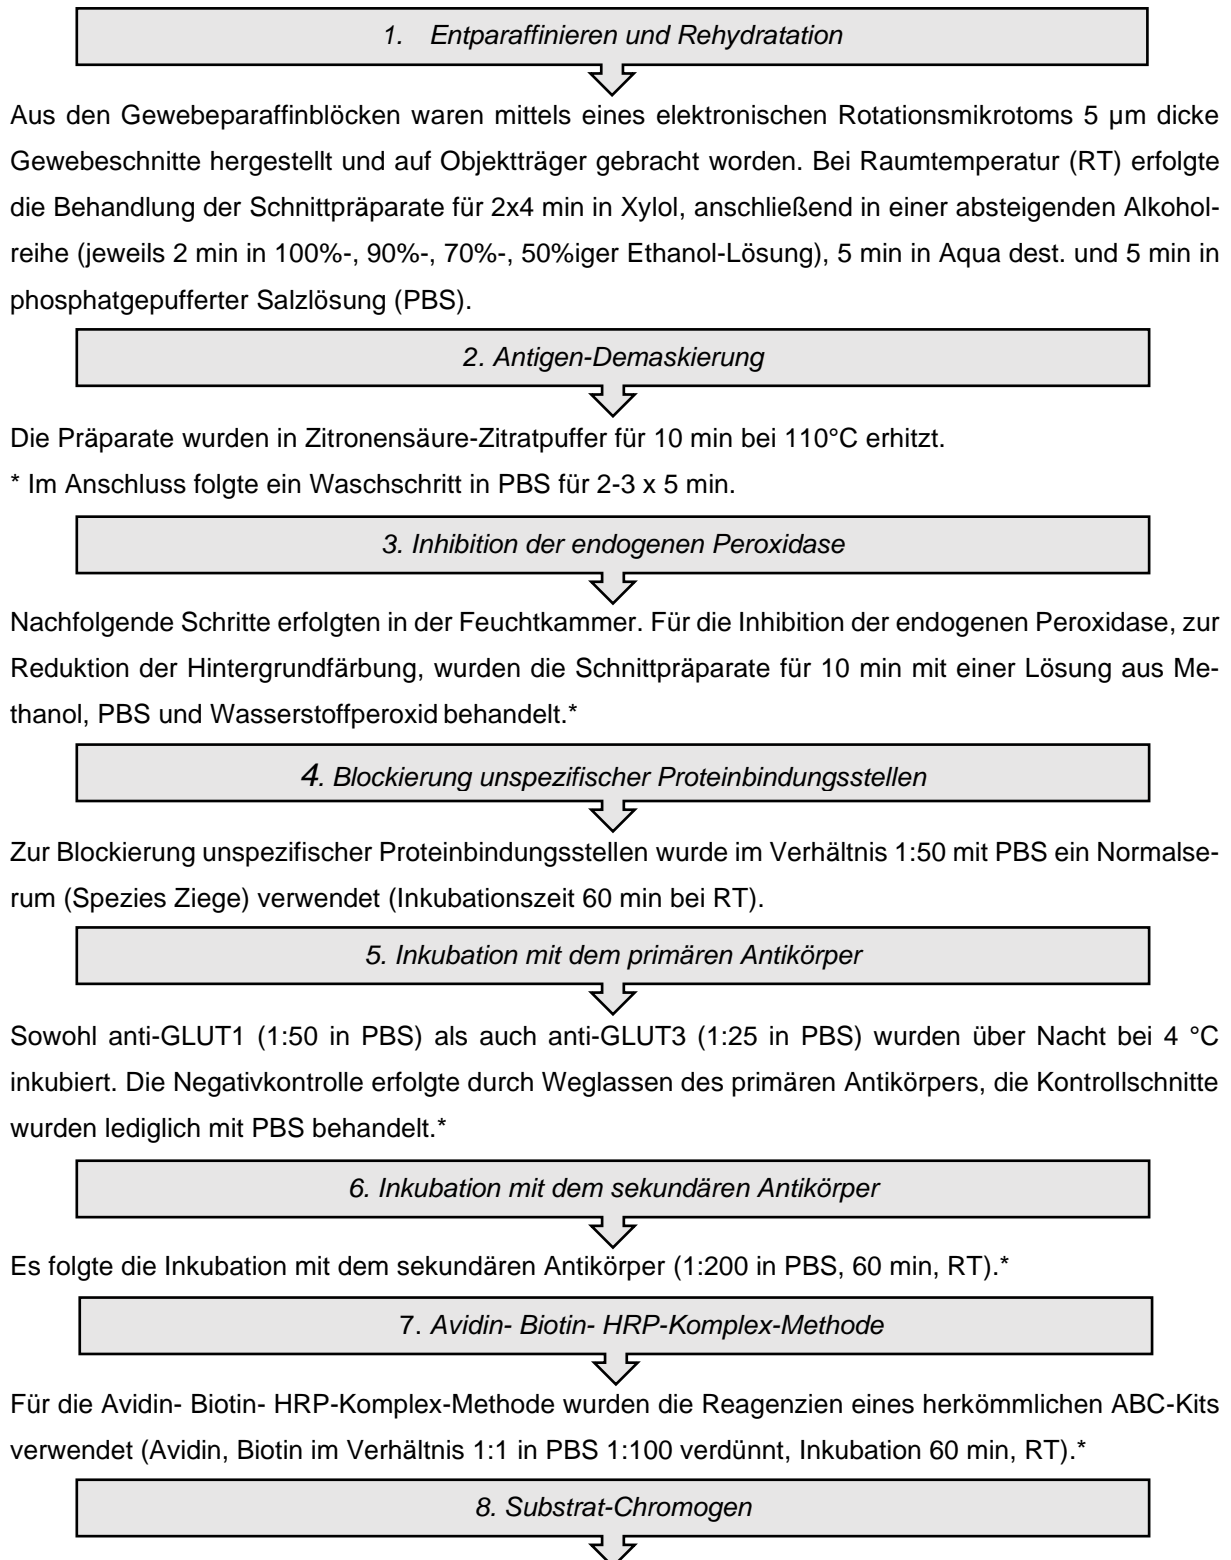 1. Entparaffinieren und Rehydratation
Aus den Gewebeparaffinblöcken waren mittels eines elektronischen Rotationsmikrotoms 5 µm dicke
Gewebeschnitte hergestellt und auf Objektträger gebracht worden. Bei Raumtemperatur (RT) erfolgte
die Behandlung der Schnittpräparate für 2x4 min in Xylol, anschließend in einer absteigenden Alkohol-
reihe (jeweils 2 min in 100%-, 90%-, 70%-, 50%iger Ethanol-Lösung), 5 min in Aqua dest. und 5 min in
phosphatgepufferter Salzlösung (PBS).
2. Antigen-Demaskierung
Die Präparate wurden in Zitronensäure-Zitratpuffer für 10 min bei 110°C erhitzt.
* Im Anschluss folgte ein Waschschritt in PBS für 2-3 x 5 min.
3. Inhibition der endogenen Peroxidase
Nachfolgende Schritte erfolgten in der Feuchtkammer. Für die Inhibition der endogenen Peroxidase, zur
Reduktion der Hintergrundfärbung, wurden die Schnittpräparate für 10 min mit einer Lösung aus Me-
thanol, PBS und Wasserstoffperoxid behandelt.*
4. Blockierung unspezifischer Proteinbindungsstellen
Zur Blockierung unspezifischer Proteinbindungsstellen wurde im Verhältnis 1:50 mit PBS ein Normalse-
rum (Spezies Ziege) verwendet (Inkubationszeit 60 min bei RT).
5. Inkubation mit dem primären Antikörper
Sowohl anti-GLUT1 (1:50 in PBS) als auch anti-GLUT3 (1:25 in PBS) wurden über Nacht bei 4 °C
inkubiert. Die Negativkontrolle erfolgte durch Weglassen des primären Antikörpers, die Kontrollschnitte
wurden lediglich mit PBS behandelt.*
6. Inkubation mit dem sekundären Antikörper
Es folgte die Inkubation mit dem sekundären Antikörper (1:200 in PBS, 60 min, RT).*
7. Avidin- Biotin- HRP-Komplex-Methode
Für die Avidin- Biotin- HRP-Komplex-Methode wurden die Reagenzien eines herkömmlichen ABC-Kits
verwendet (Avidin, Biotin im Verhältnis 1:1 in PBS 1:100 verdünnt, Inkubation 60 min, RT).*
8. Substrat-Chromogen